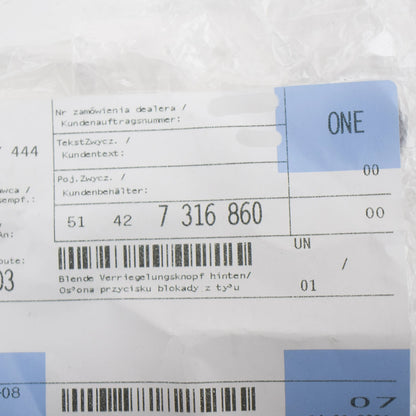 Nr zamówienia dealera /
Kundenauftragsnummer:
ONE
TekstZwycz. /
Kundentext:
/ 444
Poj.Zwycz. /
Kundenbehälter:
00
51 42 7 316 860
00
UN
/
01
Blende Verriegelungsknopf hinten/
Os³ona przycisku blokady z ty³u
03
-08
07